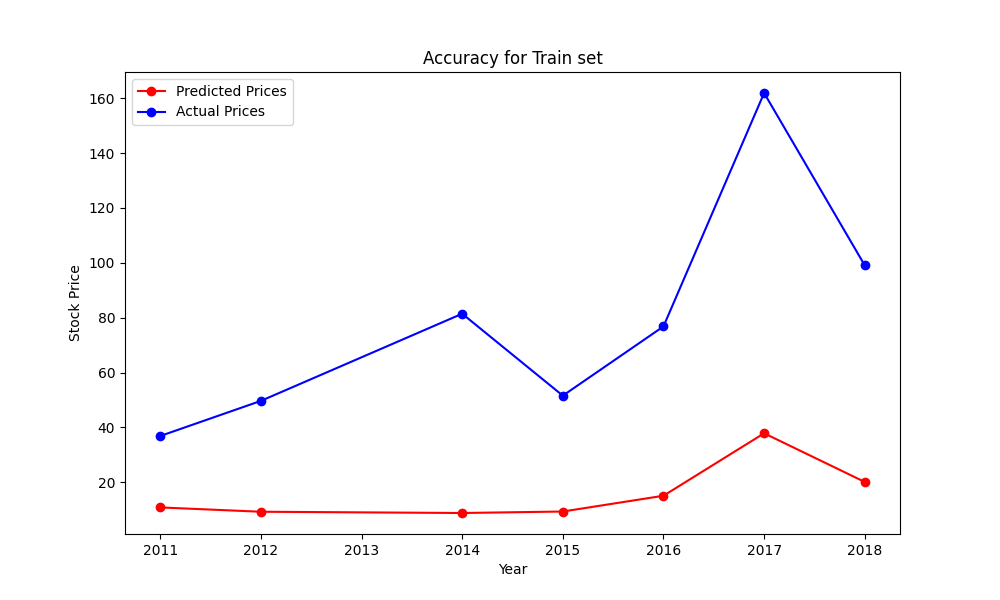 Accuracy for Train set
Predicted Prices
Actual Prices
160
140
120
100
80
60
40
20
Stock Price
2011 2012 2013 2014 2015 2016 2017 2018
Year